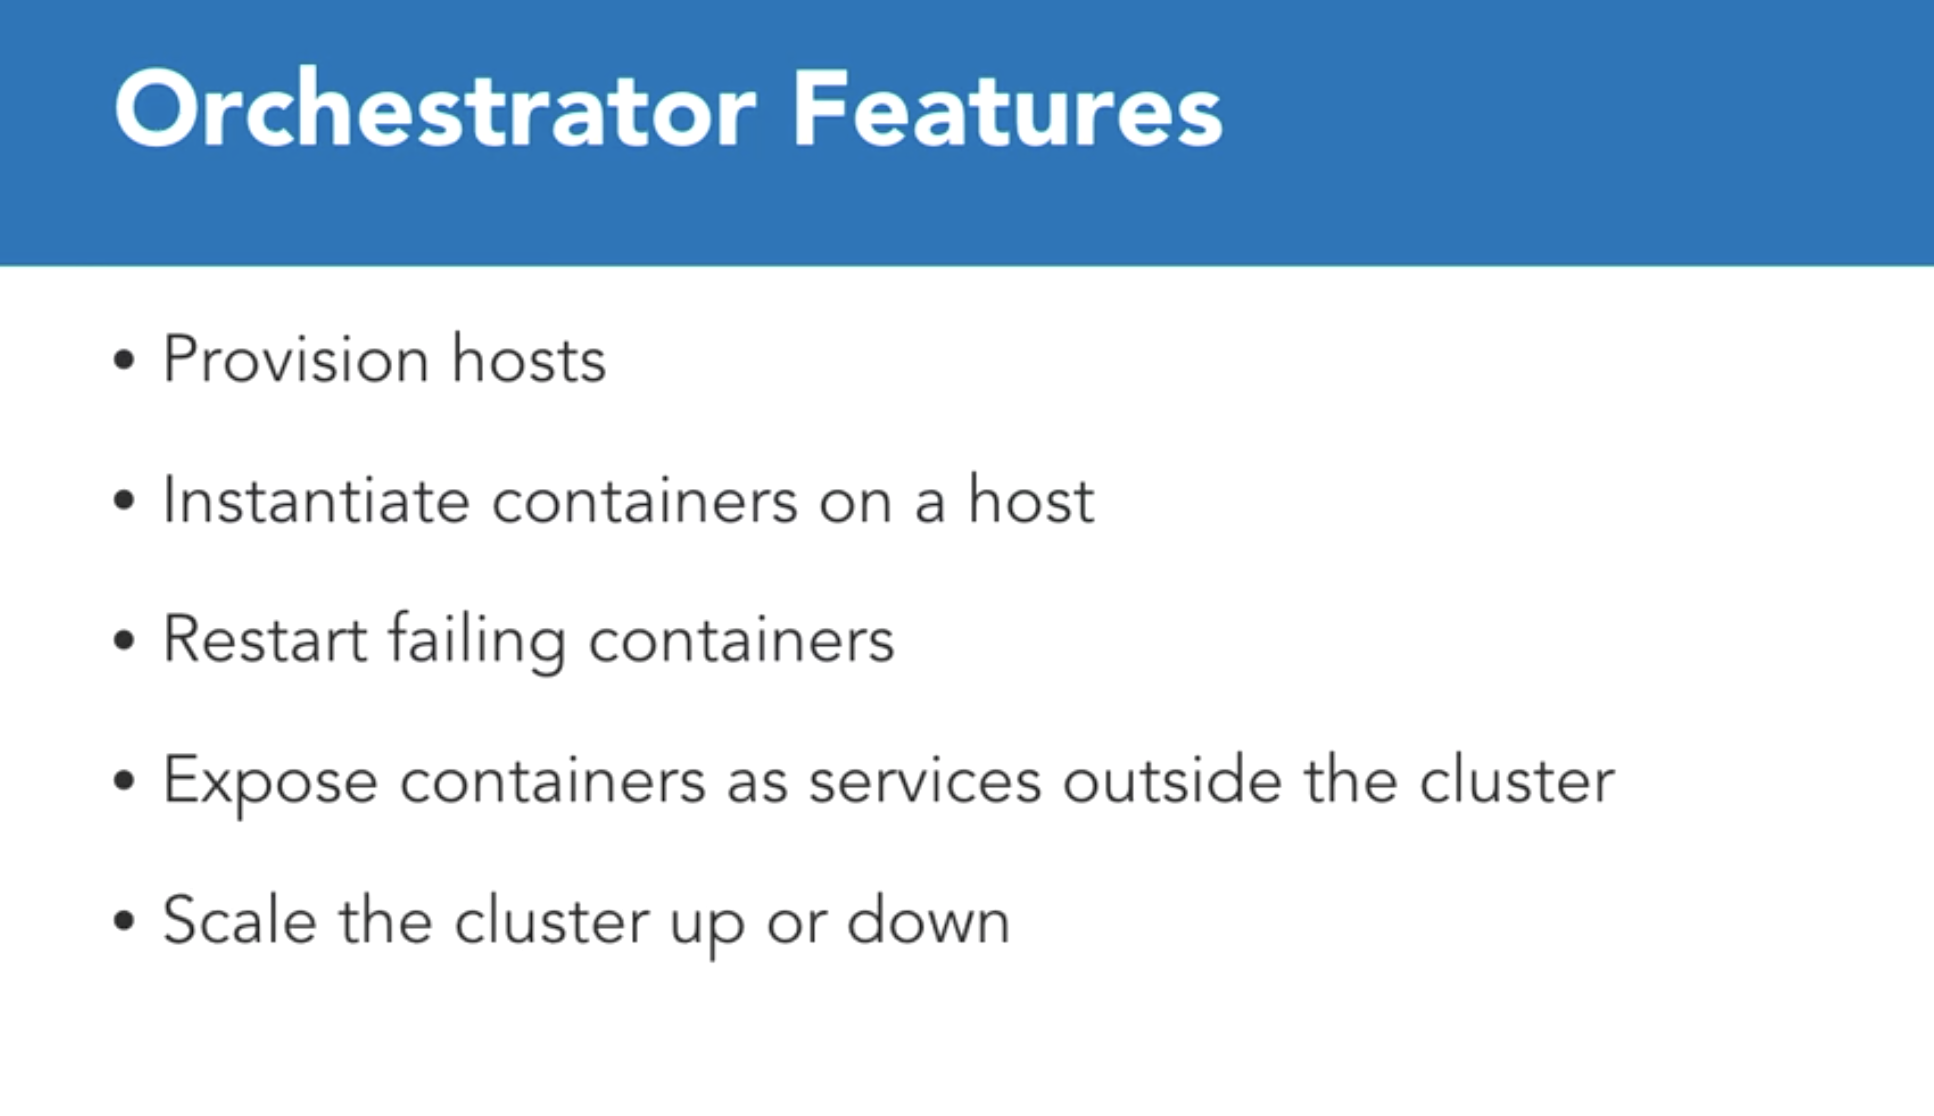 Orchestrator Features
• Provision hosts
• Instantiate containers on a host
• Restart failing containers
• Expose containers as services outside the cluster
• Scale the cluster up or down